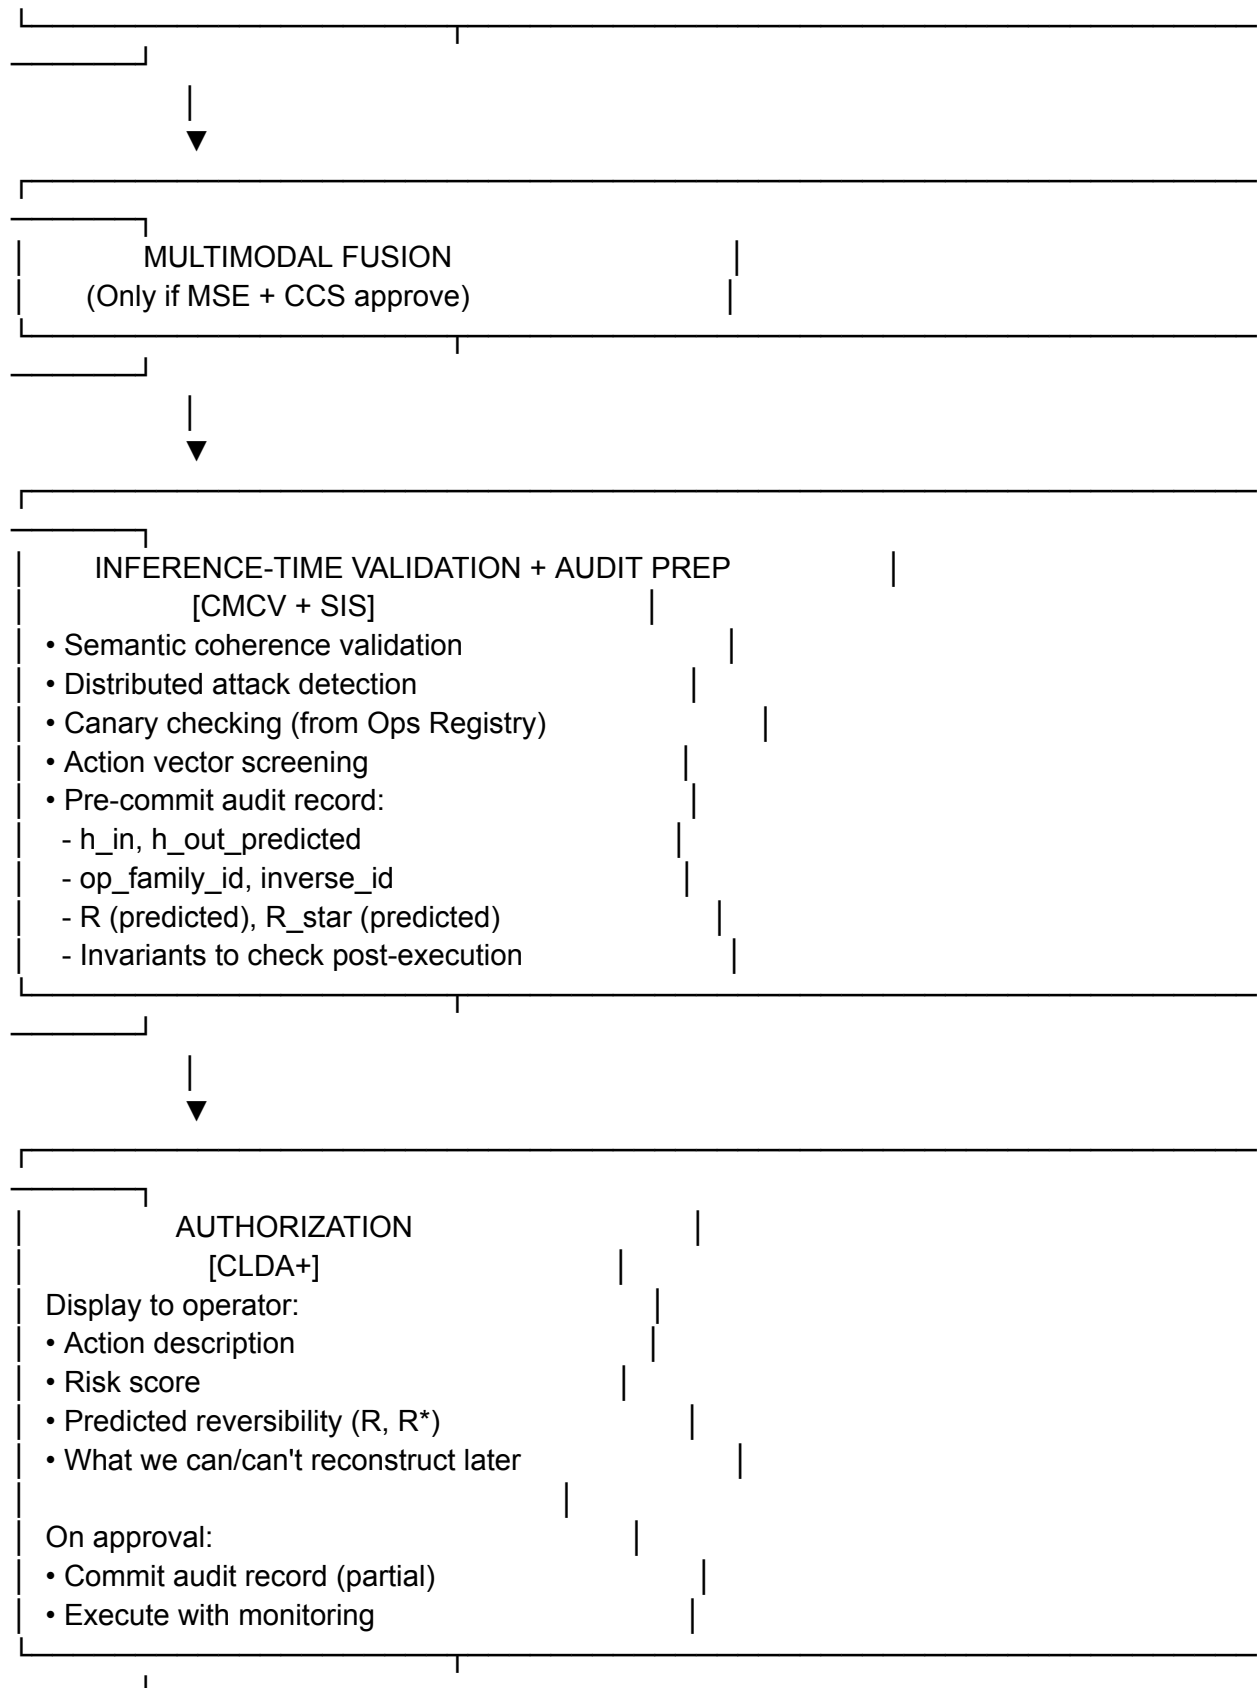 MULTIMODAL FUSION
(Only if MSE + CCS approve)
INFERENCE-TIME VALIDATION + AUDIT PREP
[CMCV + SIS]
• Semantic coherence validation
• Distributed attack detection
• Canary checking (from Ops Registry)
• Action vector screening
• Pre-commit audit record:
- h_in, h_out_predicted
- op_family_id, inverse_id
- R (predicted), R_star (predicted)
- Invariants to check post-execution
AUTHORIZATION
[CLDA+]
Display to operator:
• Action description
• Risk score
• Predicted reversibility (R, R*)
• What we can/can't reconstruct later
On approval:
• Commit audit record (partial)
• Execute with monitoring